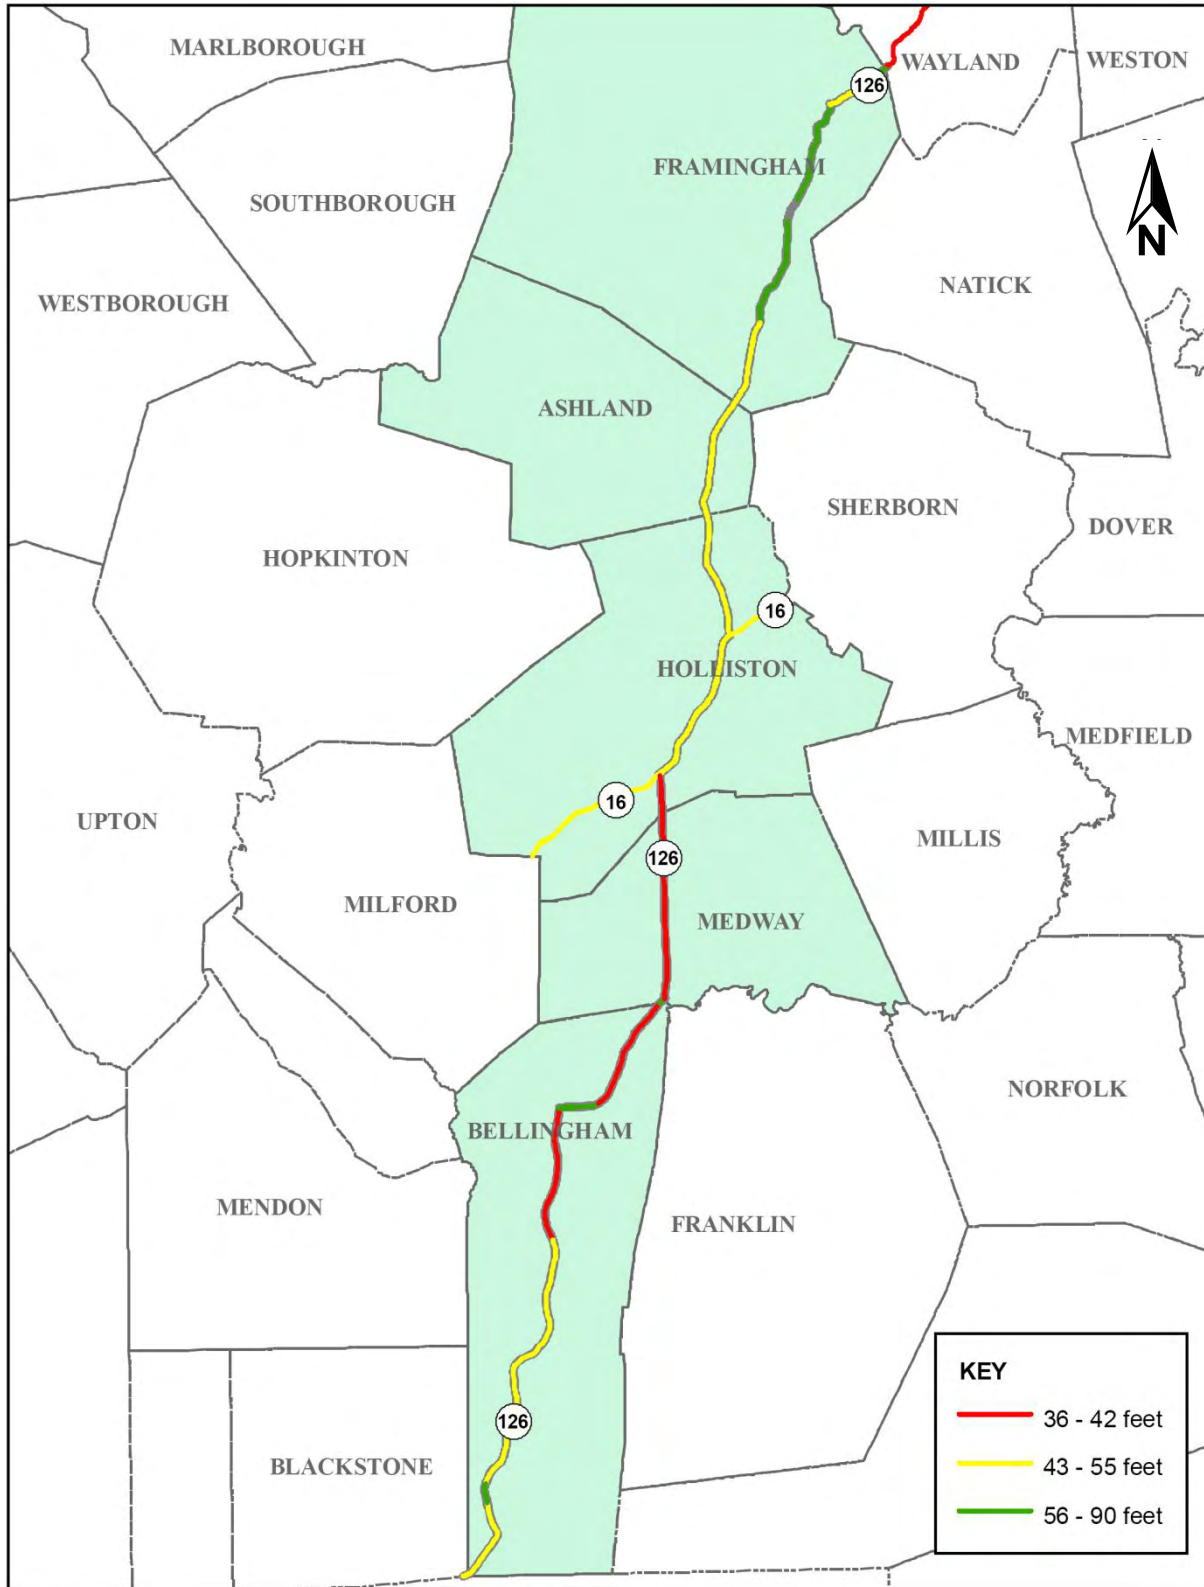 MARLBOROUGH
WAYLAND
WESTON
126
FRAMINGHAM
SOUTHBOROUGH
N
NATICK
WESTBOROUGH
ASHLAND
SHERBORN
DOVER
HOPKINTON
16
HOLLISTON
MEDFIELD
16
UPTON
MILLIS
126
MILFORD
MEDWAY
NORFOLK
BELLINGHAM
MENDON
FRANKLIN
KEY
36 - 42 feet
43 - 55 feet
56 - 90 feet
126
BLACKSTONE